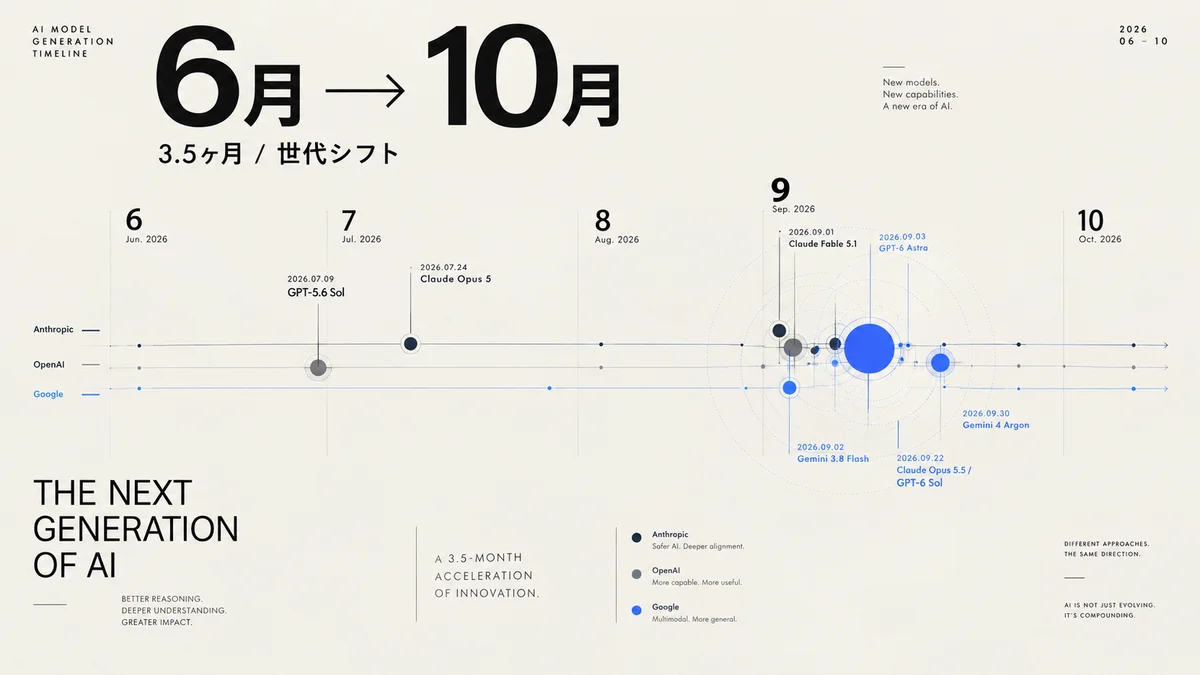 AI MODEL
GENERATION
TIMELINE
6月 → 10月
3.5ヶ月 / 世代シフト
2026
06 – 10
New models.
New capabilities.
A new era of AI.
6
Jun. 2026
7
Jul. 2026
8
Aug. 2026
9
Sep. 2026
10
Oct. 2026
2026.07.09
GPT-5.6 Sol
2026.07.24
Claude Opus 5
2026.09.01
Claude Fable 5.1
2026.09.03
GPT-6 Astra
Anthropic
OpenAI
Google
2026.09.02
Gemini 3.8 Flash
2026.09.22
Claude Opus 5.5 /
GPT-6 Sol
2026.09.30
Gemini 4 Argon
THE NEXT
GENERATION
OF AI
BETTER REASONING.
DEEPER UNDERSTANDING.
GREATER IMPACT.
A 3.5-MONTH
ACCELERATION
OF INNOVATION.
Anthropic
Safer AI. Deeper alignment.
OpenAI
More capable. More useful.
Google
Multimodal. More general.
DIFFERENT APPROACHES.
THE SAME DIRECTION.
AI IS NOT JUST EVOLVING.
IT'S COMPOUNDING.